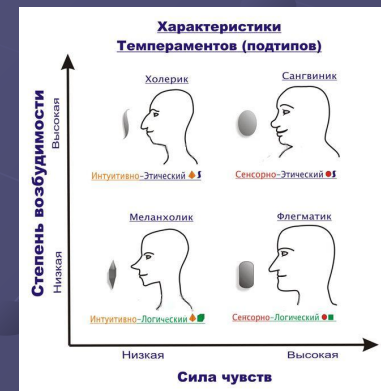 Характеристики
Темпераментов (подтипов)
Степень возбудимости
Высокая
Низкая
Холерик
Сангвиник
Интуитивно-Этический
Сенсорно-Этический
Меланхолик
Флегматик
Интуитивно-Логический
Сенсорно-Логический
Низкая
Высокая
Сила чувств